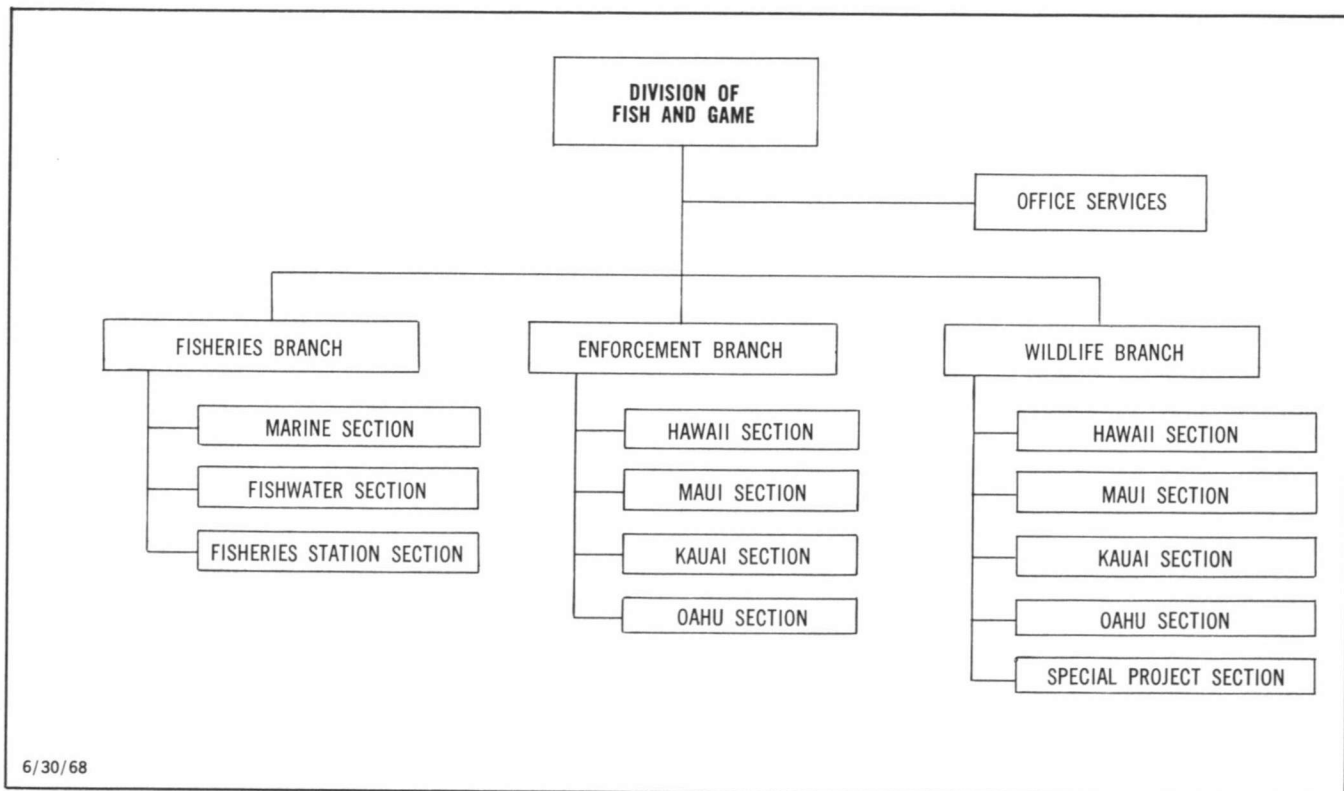 DIVISION OF
FISH AND GAME
OFFICE SERVICES
FISHERIES BRANCH
MARINE SECTION
FISHWATER SECTION
FISHERIES STATION SECTION
ENFORCEMENT BRANCH
HAWAII SECTION
MAUI SECTION
KAUAI SECTION
OAHU SECTION
WILDLIFE BRANCH
HAWAII SECTION
MAUI SECTION
KAUAI SECTION
OAHU SECTION
SPECIAL PROJECT SECTION
6/30/68